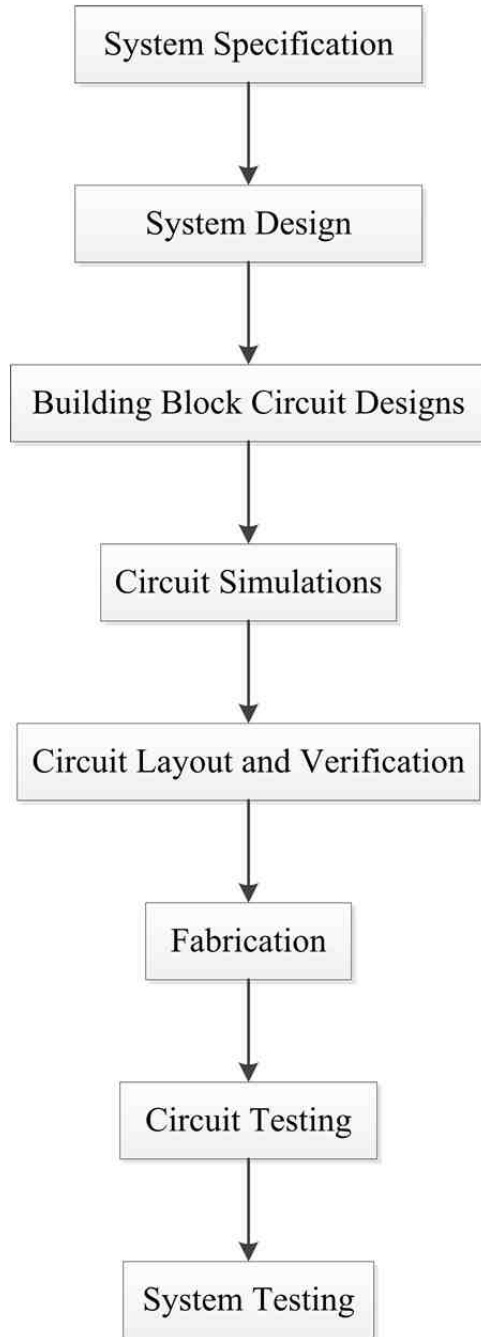 System Specification
System Design
Building Block Circuit Designs
Circuit Simulations
Circuit Layout and Verification
Fabrication
Circuit Testing
System Testing